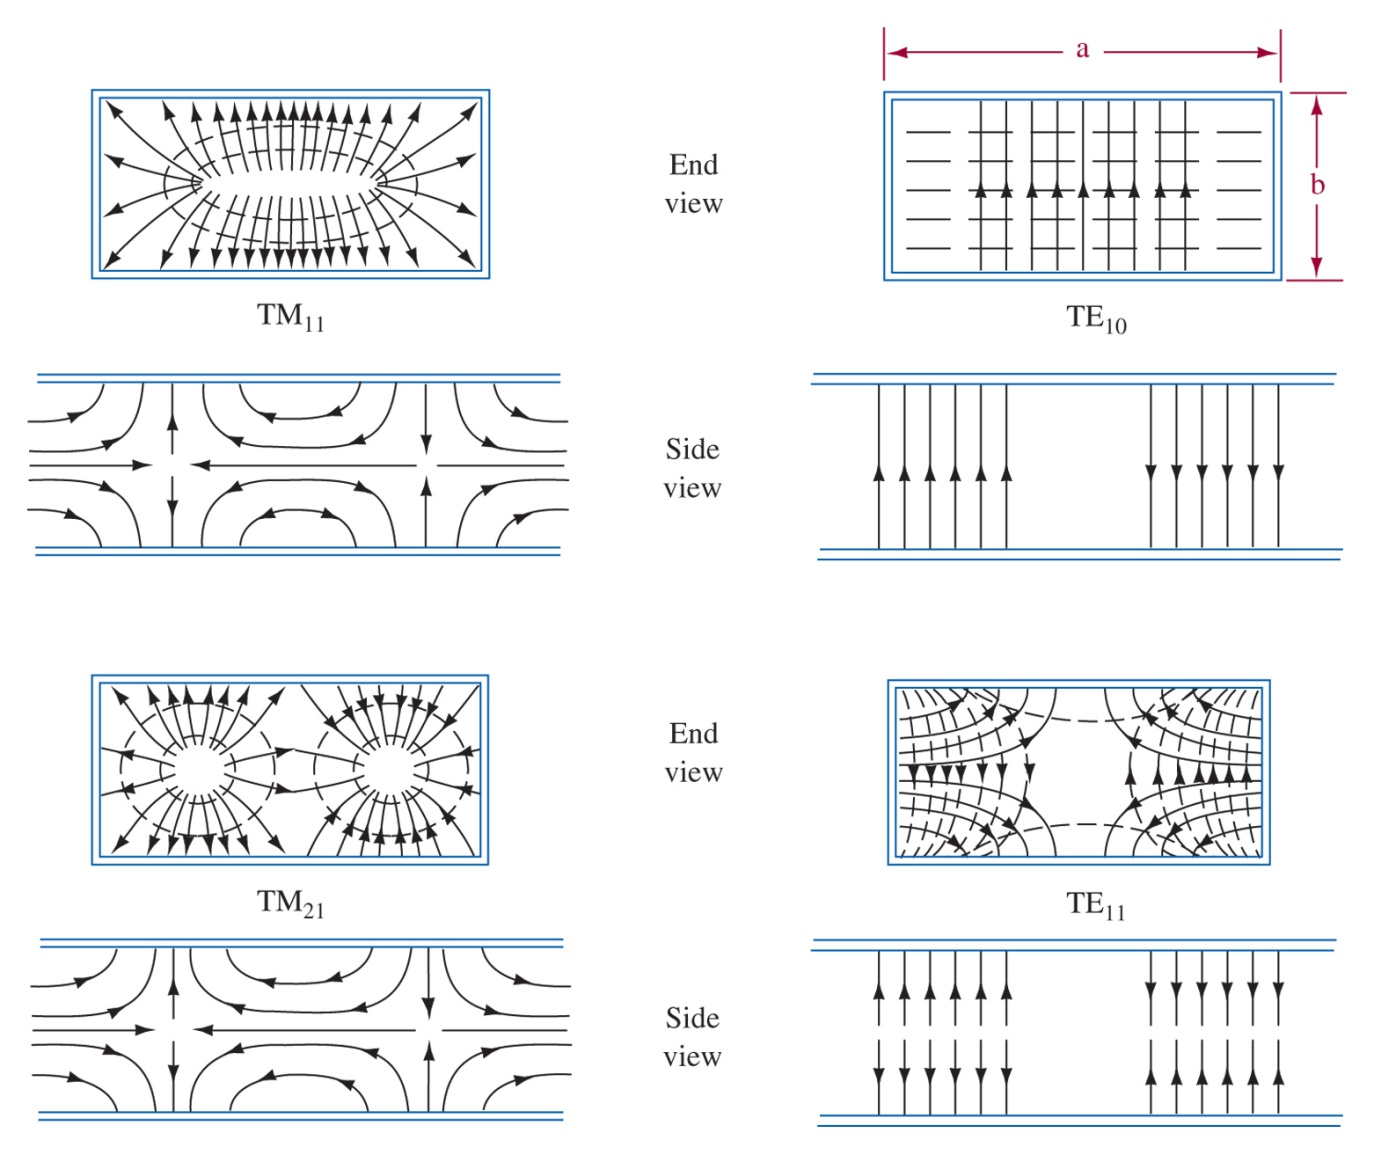 a
End
view
b
TM₁₁
TE₁₀
Side
view
End
view
TM₂₁
TE₁₁
Side
view